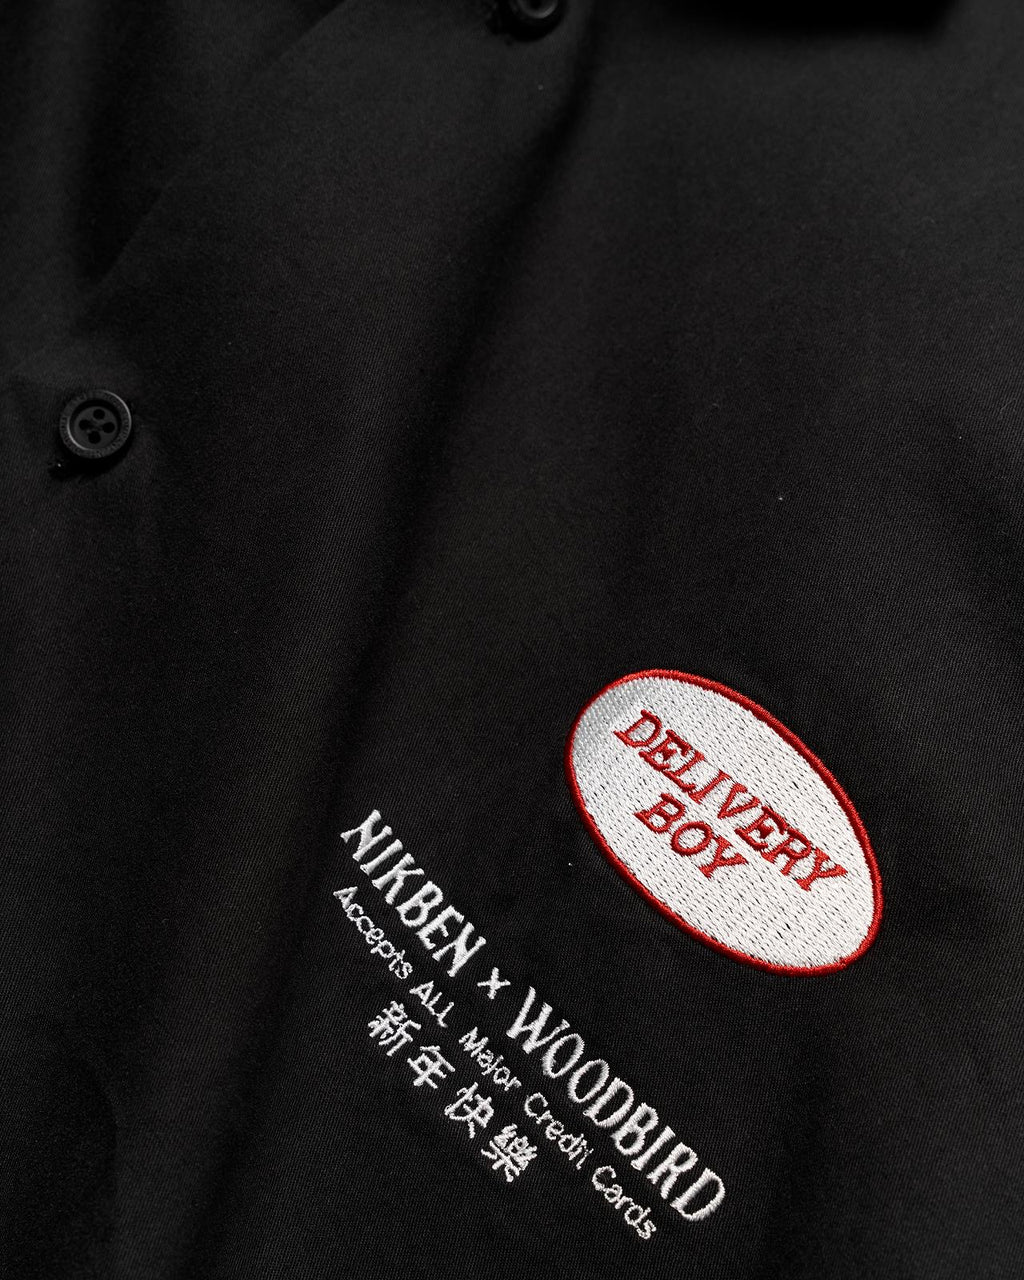 DELIVERY
BOY
NIKBEN x WOODBIRD
Accepts ALL Major Credit Cards
新年快樂